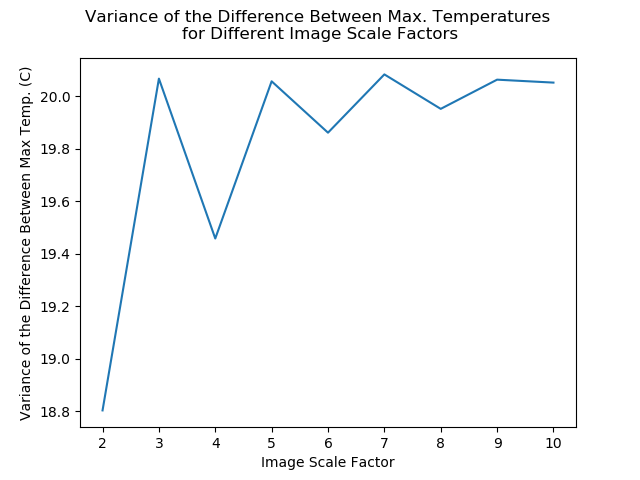 Variance of the Difference Between Max. Temperatures
for Different Image Scale Factors
Variance of the Difference Between Max Temp. (C)
20.0
19.8
19.6
19.4
19.2
19.0
18.8
2 3 4 5 6 7 8 9 10
Image Scale Factor